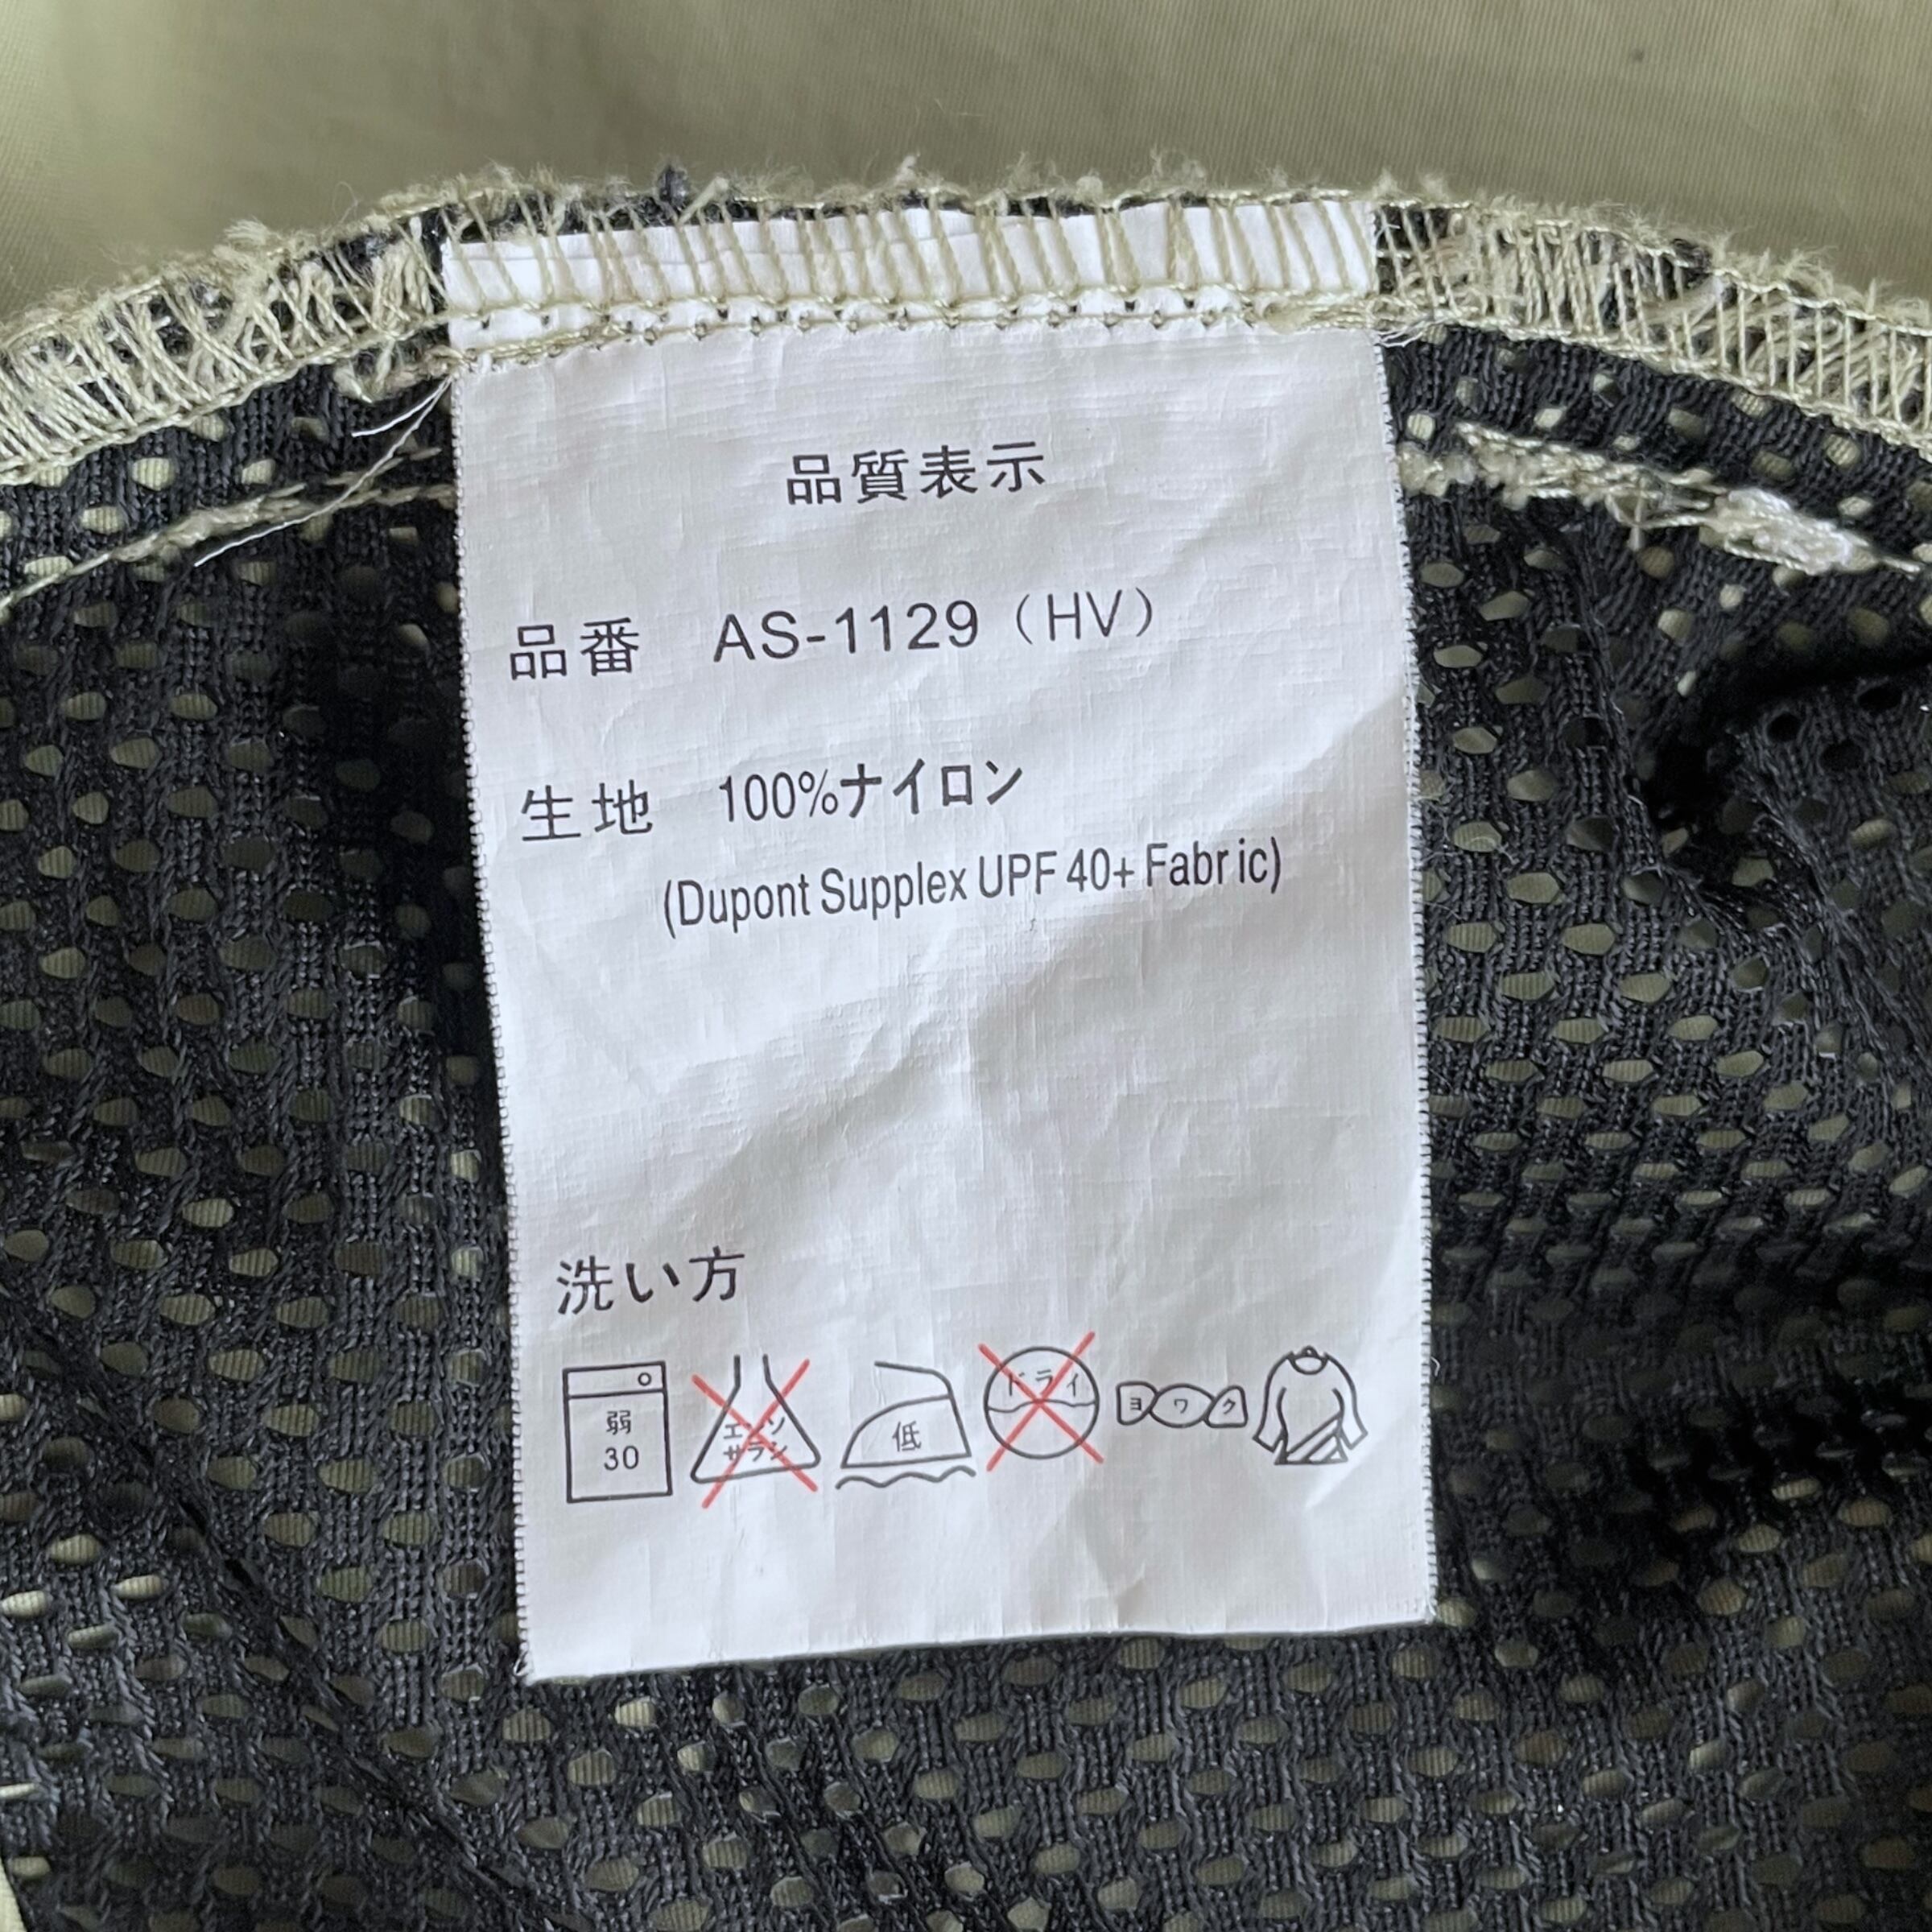 品質表示
品番 AS-1129（HV）
生地 100%ナイロン
(Dupont Supplex UPF 40+ Fabric)
洗い方
弱
30
エンソ
サラシ
低
ドライ
ヨワク